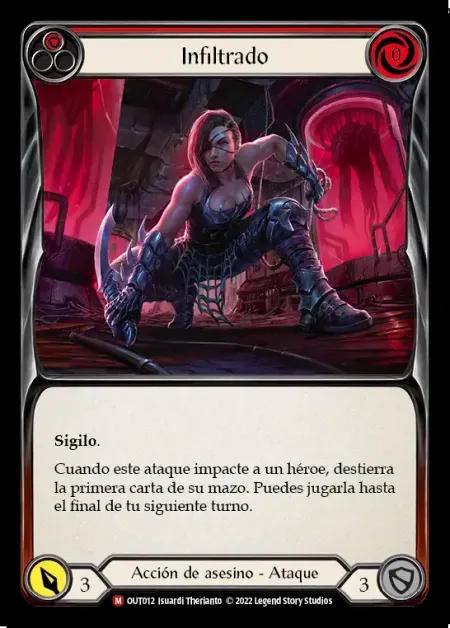 Infiltrado
0
Sigilo.
Cuando este ataque impacte a un héroe, destierra
la primera carta de su mazo. Puedes jugarla hasta
el final de tu siguiente turno.
3
Acción de asesino - Ataque
3
M OUT012 Isuardi Therianto © 2022 Legend Story Studios